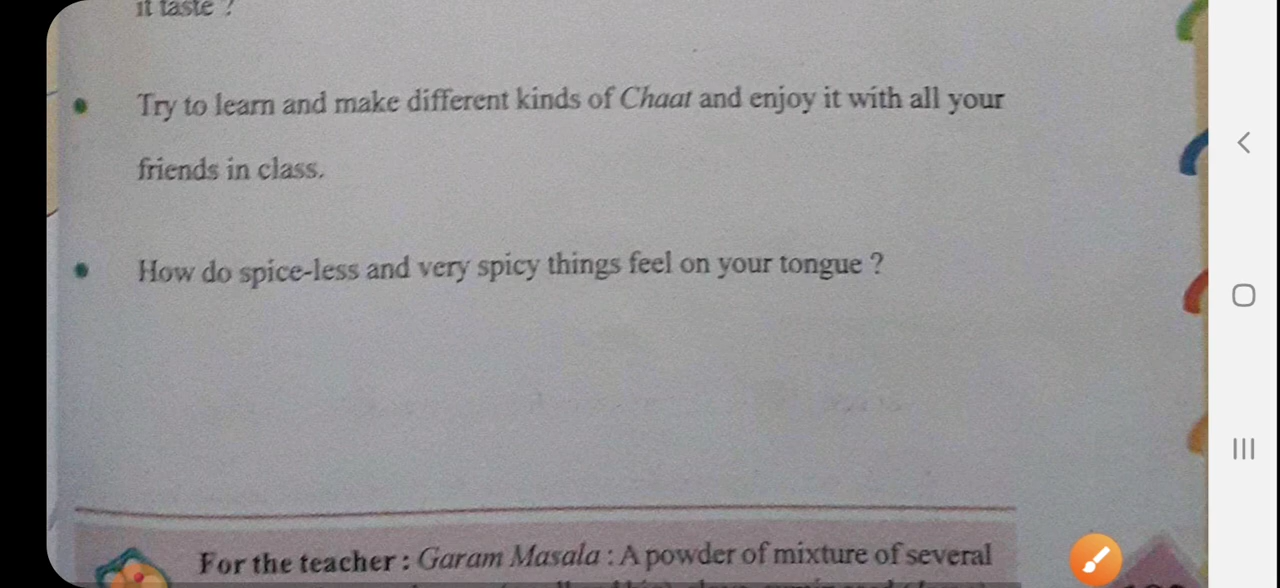 it taste ?
Try to learn and make different kinds of Chaat and enjoy it with all your
friends in class.
How do spice-less and very spicy things feel on your tongue ?
For the teacher : Garam Masala : A powder of mixture of several